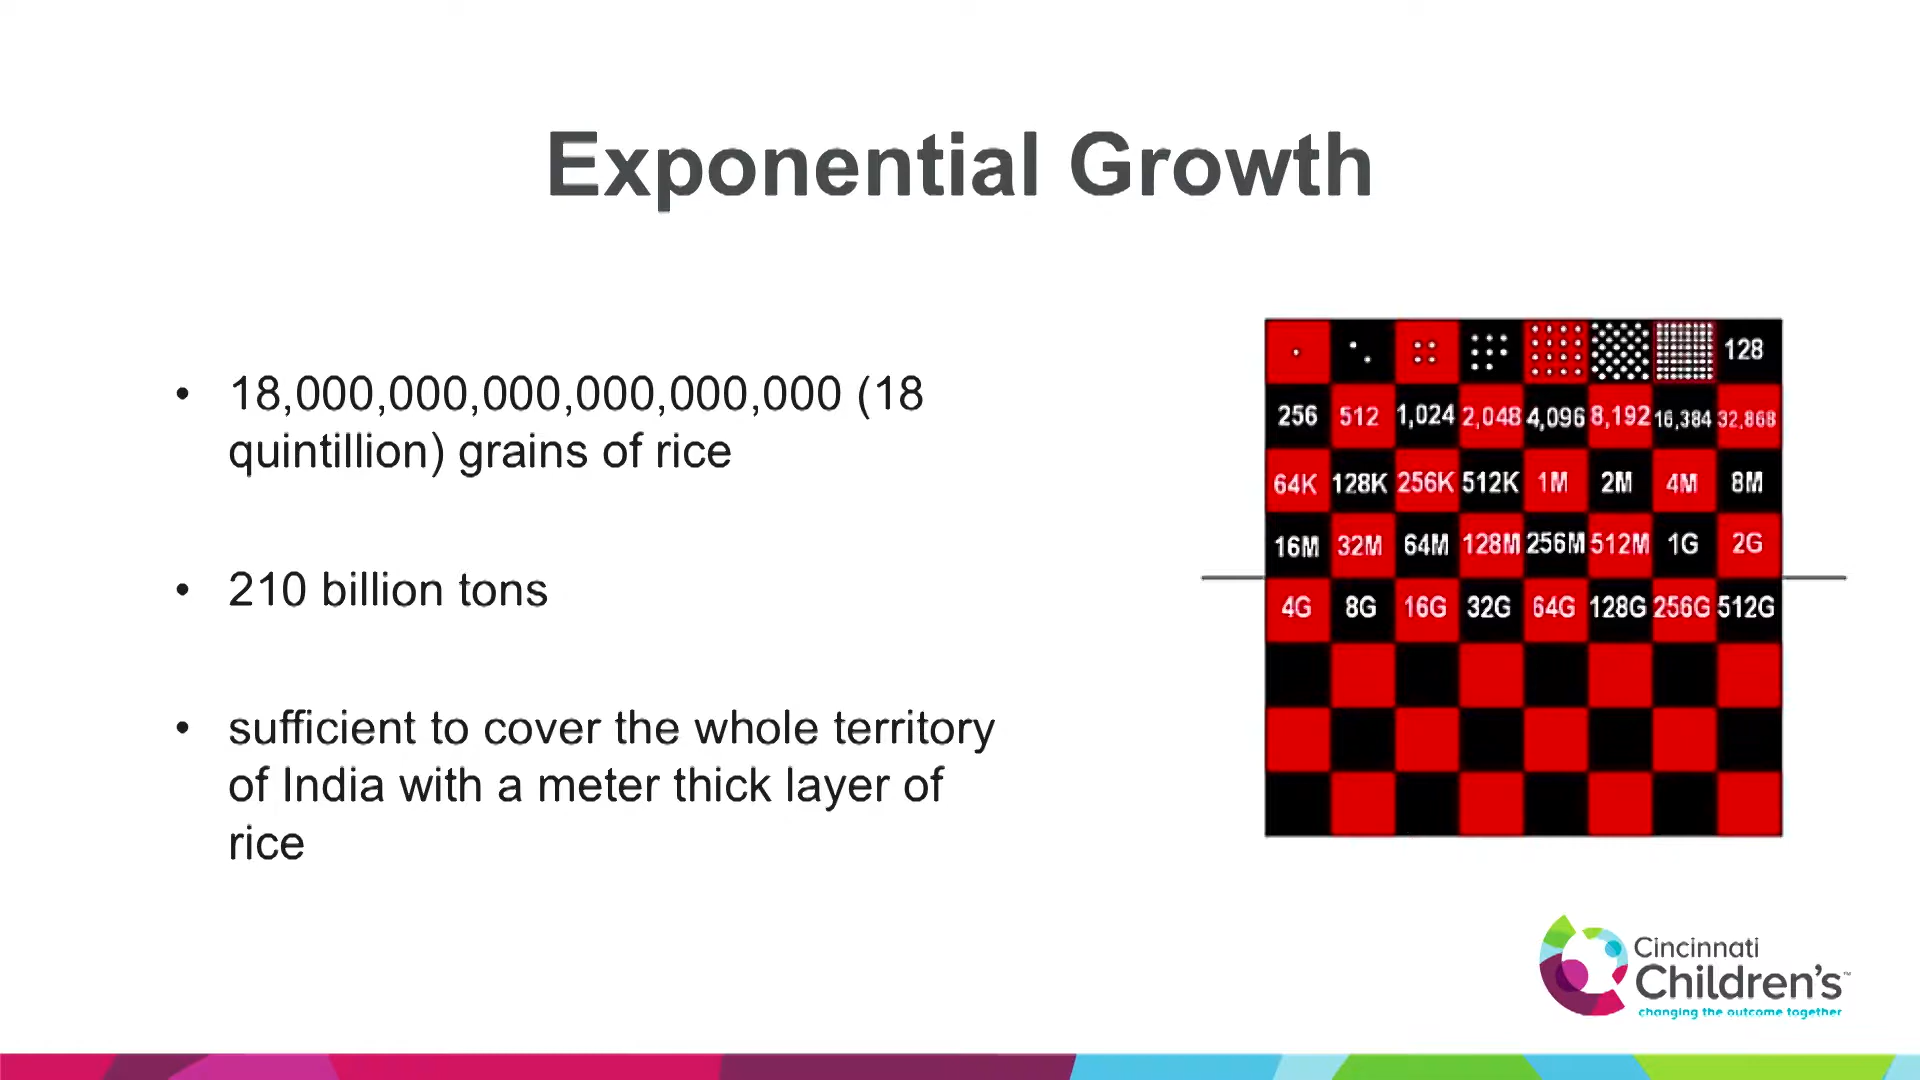 Exponential Growth
• 18,000,000,000,000,000,000 (18
quintillion) grains of rice
• 210 billion tons
• sufficient to cover the whole territory
of India with a meter thick layer of
rice
128
256 512 1,024 2,048 4,096 8,192 16,384 32,868
64K 128K 256K 512K 1M 2M 4M 8M
16M 32M 64M 128M 256M 512M 1G 2G
4G 8G 16G 32G 64G 128G 256G 512G
Cincinnati
Children's™
changing the outcome together